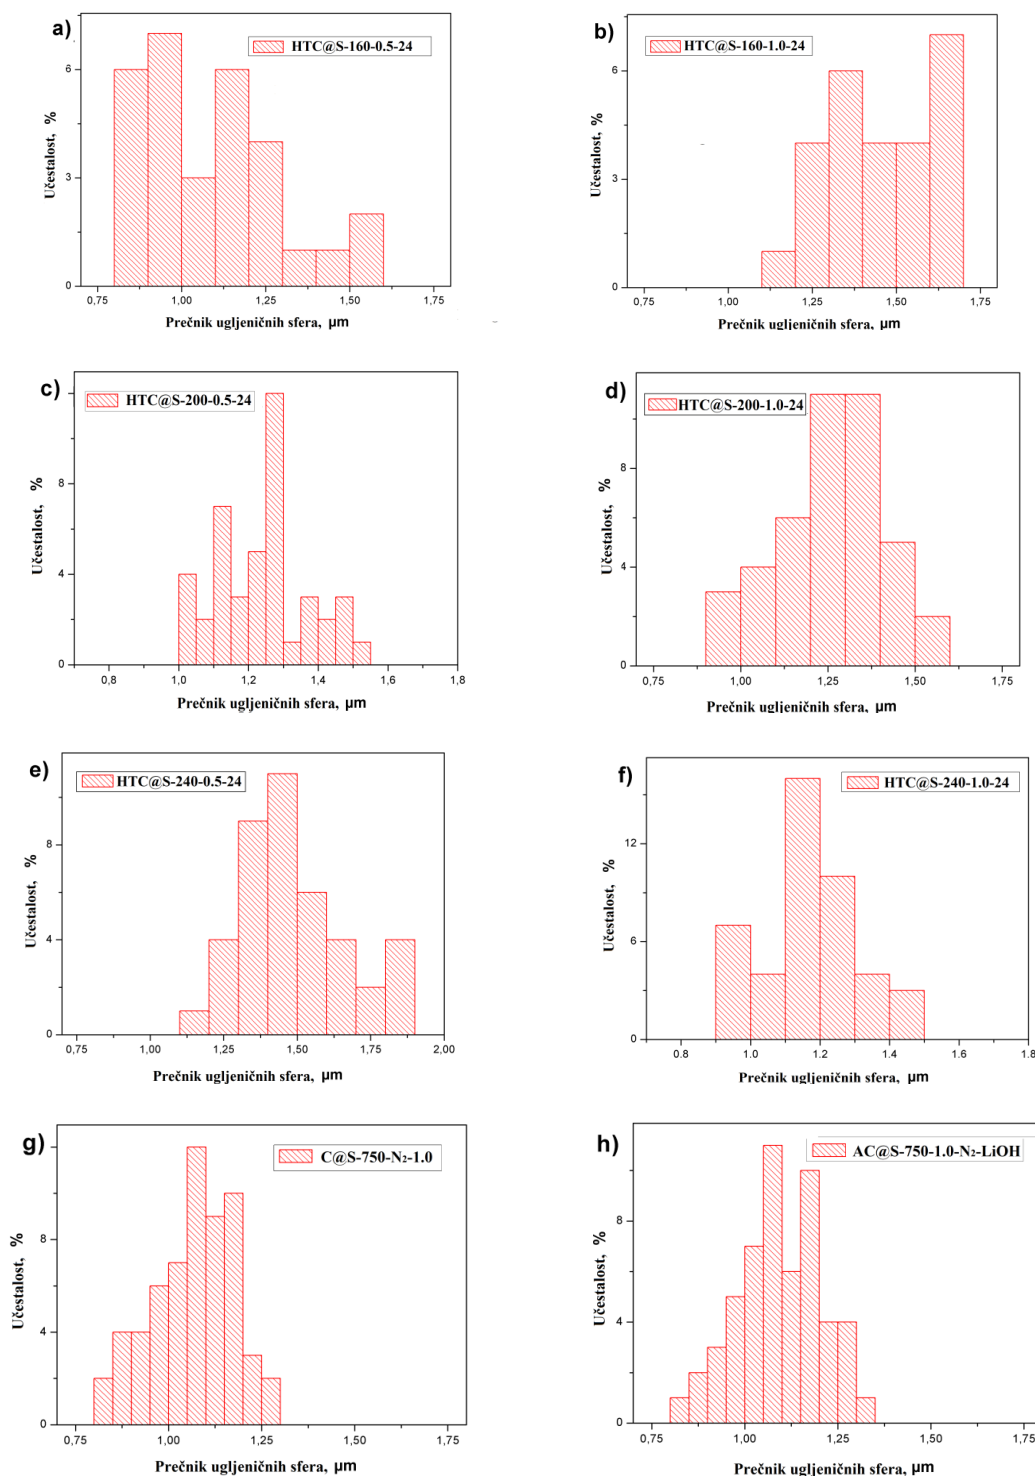 a)
HTC@S-160-0.5-24
Učestalost, %
6
3
0
0,75 1,00 1,25 1,50 1,75
Prečnik ugljeničnih sfera, μm
b)
HTC@S-160-1.0-24
Učestalost, %
6
3
0
0,75 1,00 1,25 1,50 1,75
Prečnik ugljeničnih sfera, μm
c)
HTC@S-200-0.5-24
Učestalost, %
8
4
0
0,8 1,0 1,2 1,4 1,6 1,8
Prečnik ugljeničnih sfera, μm
d)
HTC@S-200-1.0-24
Učestalost, %
8
4
0
0,75 1,00 1,25 1,50 1,75
Prečnik ugljeničnih sfera, μm
e)
HTC@S-240-0.5-24
Učestalost, %
8
4
0
0,75 1,00 1,25 1,50 1,75 2,00
Prečnik ugljeničnih sfera, μm
f)
HTC@S-240-1.0-24
Učestalost, %
12
6
0
0.8 1.0 1.2 1.4 1.6 1.8
Prečnik ugljeničnih sfera, μm
g)
C@S-750-N₂-1.0
Učestalost, %
8
4
0
0,75 1,00 1,25 1,50 1,75
Prečnik ugljeničnih sfera, μm
h)
AC@S-750-1.0-N₂-LiOH
Učestalost, %
8
4
0
0,75 1,00 1,25 1,50 1,75
Prečnik ugljeničnih sfera, μm